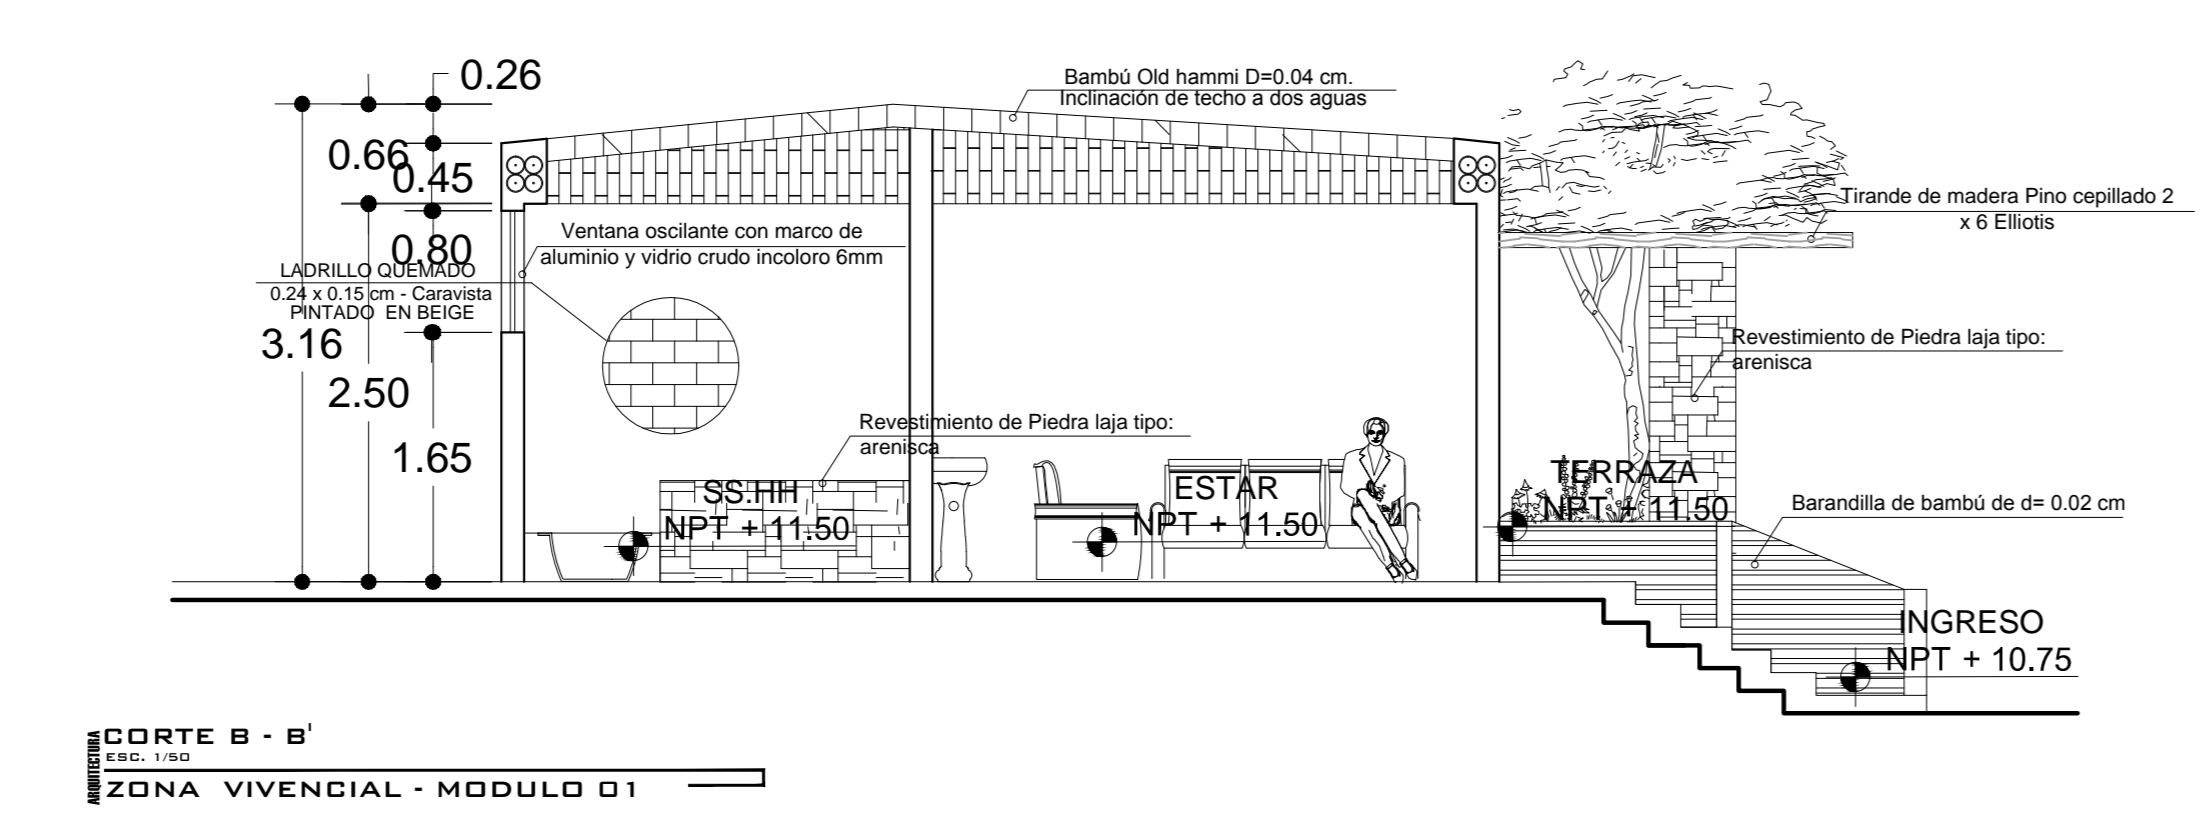 0.26
Bambú Old hammi D=0.04 cm.
Inclinación de techo a dos aguas
0.66
0.45
Tirande de madera Pino cepillado 2
x 6 Elliotis
Ventana oscilante con marco de
aluminio y vidrio crudo incoloro 6mm
0.80
LADRILLO QUEMADO
0.24 x 0.15 cm - Caravista
PINTADO EN BEIGE
3.16
2.50
1.65
Revestimiento de Piedra laja tipo:
arenisca
Revestimiento de Piedra laja tipo:
arenisca
SS.HH
NPT + 11.50
ESTAR
NPT + 11.50
TERRAZA
NPT + 11.50
Barandilla de bambú de d= 0.02 cm
INGRESO
NPT + 10.75
ARQUITECTURA
CORTE B - B'
ESC. 1/50
ZONA VIVENCIAL - MODULO 01